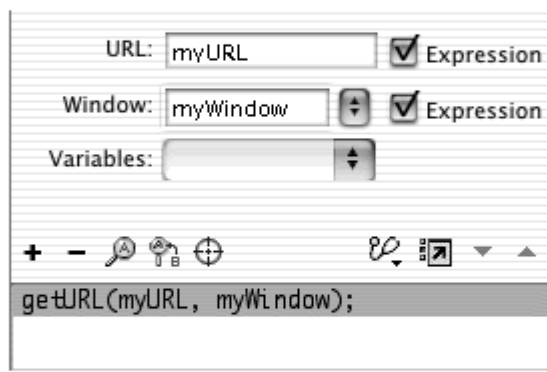 URL: myURL Expression
Window: myWindow Expression
Variables:
getURL(myURL, myWindow);